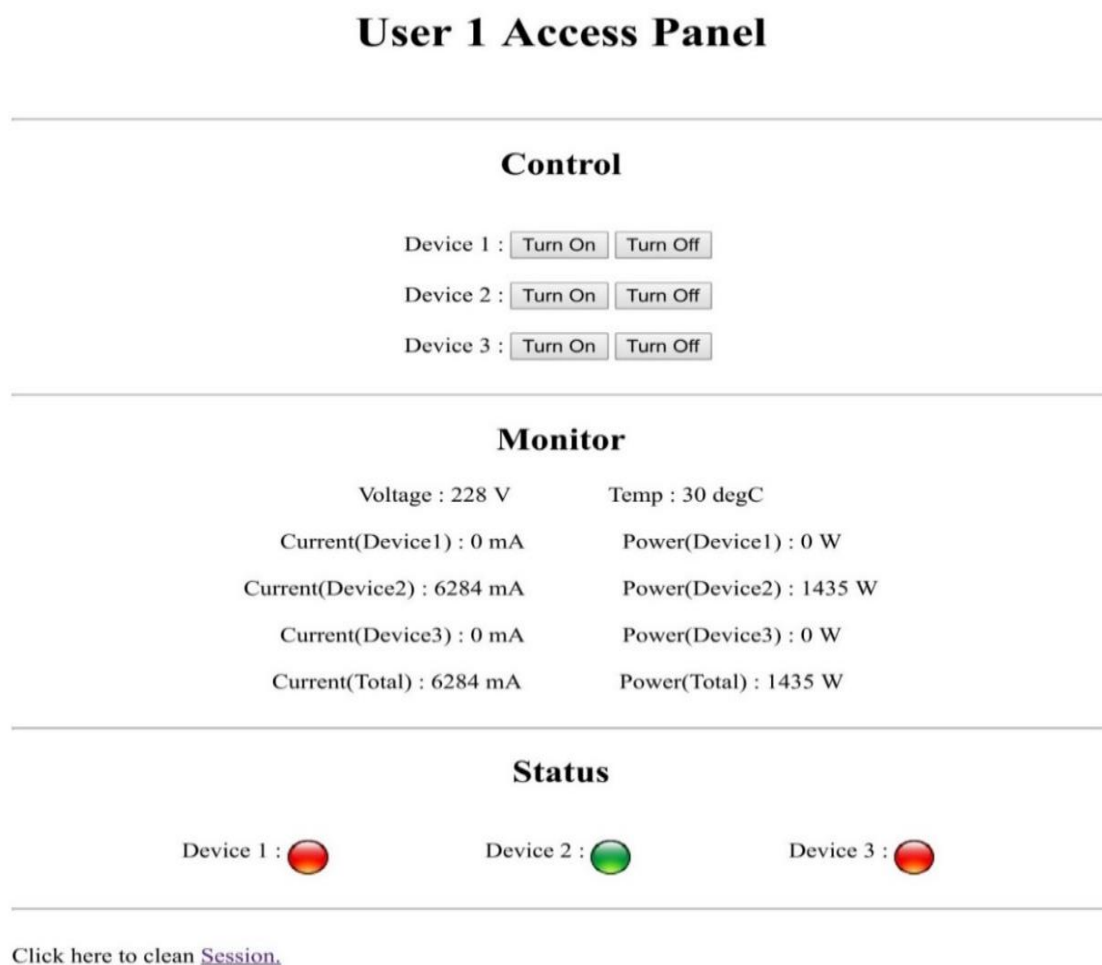 User 1 Access Panel
Control
Device 1 : Turn On Turn Off
Device 2 : Turn On Turn Off
Device 3 : Turn On Turn Off
Monitor
Voltage : 228 V Temp : 30 degC
Current(Device1) : 0 mA Power(Device1) : 0 W
Current(Device2) : 6284 mA Power(Device2) : 1435 W
Current(Device3) : 0 mA Power(Device3) : 0 W
Current(Total) : 6284 mA Power(Total) : 1435 W
Status
Device 1 : Device 2 : Device 3 :
Click here to clean Session.